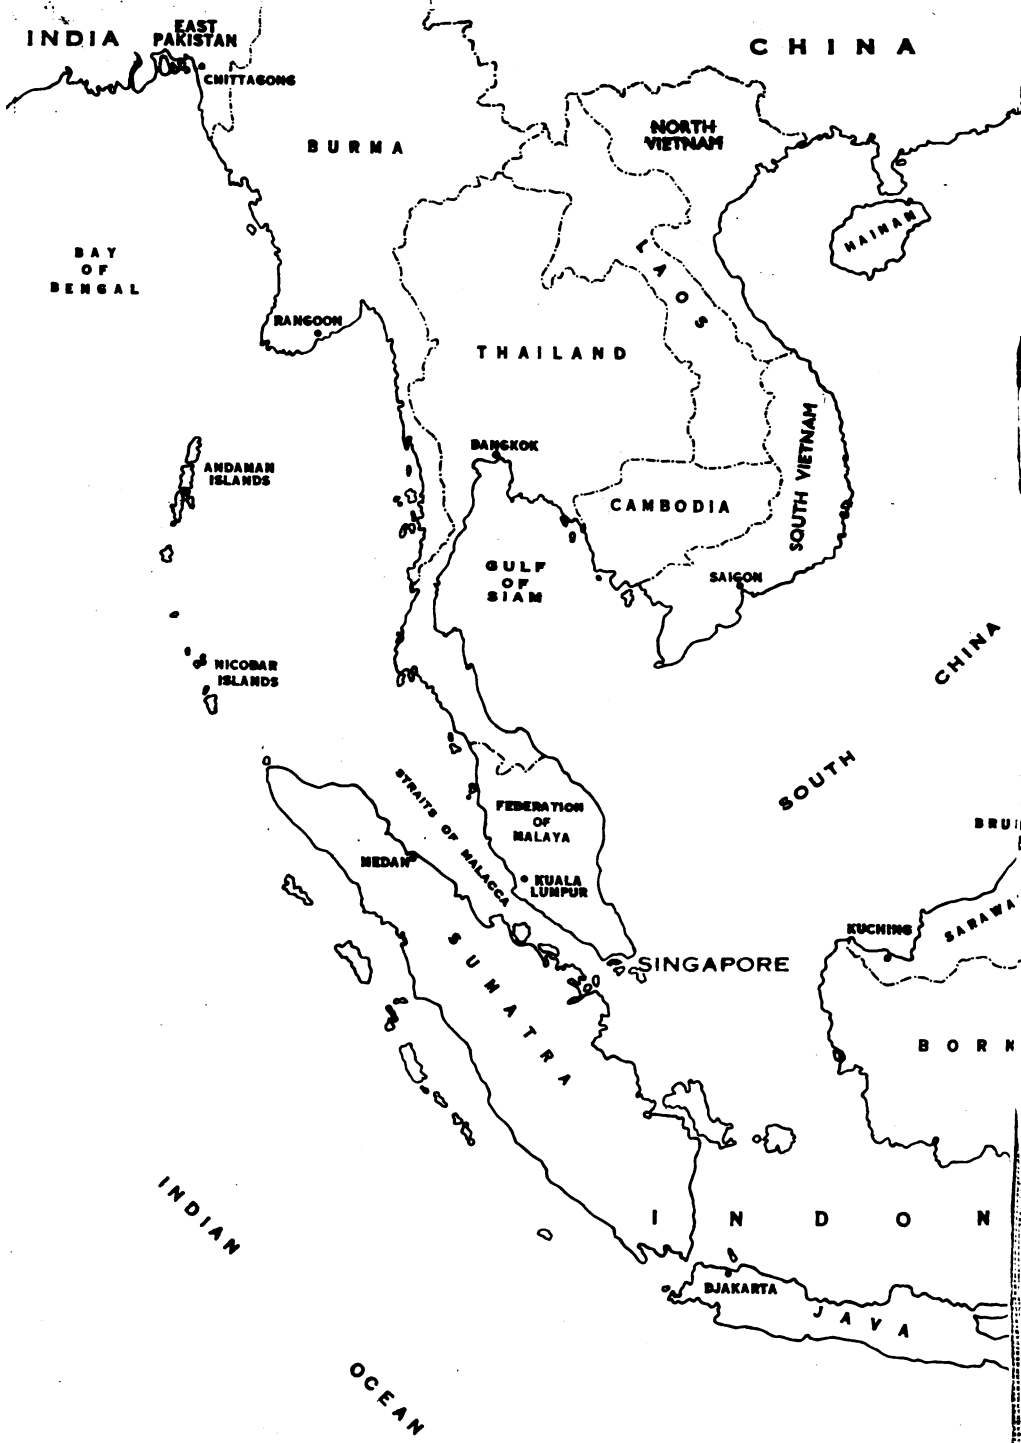 INDIA
EAST
PAKISTAN
CHITTAGONG
CHINA
BURMA
NORTH
VIETNAM
HAINAN
BAY
OF
BENGAL
LAOS
RANGOON
THAILAND
BANGKOK
ANDAMAN
ISLANDS
CAMBODIA
SOUTH VIETNAM
GULF
OF
SIAM
SAIGON
NICOBAR
ISLANDS
SOUTH CHINA
STRAITS OF MALACCA
FEDERATION
OF
MALAYA
MEDAN
KUALA
LUMPUR
BRU
KUCHING
SARAWA
SINGAPORE
SUMATRA
BORN
INDIAN
OCEAN
INDON
DJAKARTA
JAVA